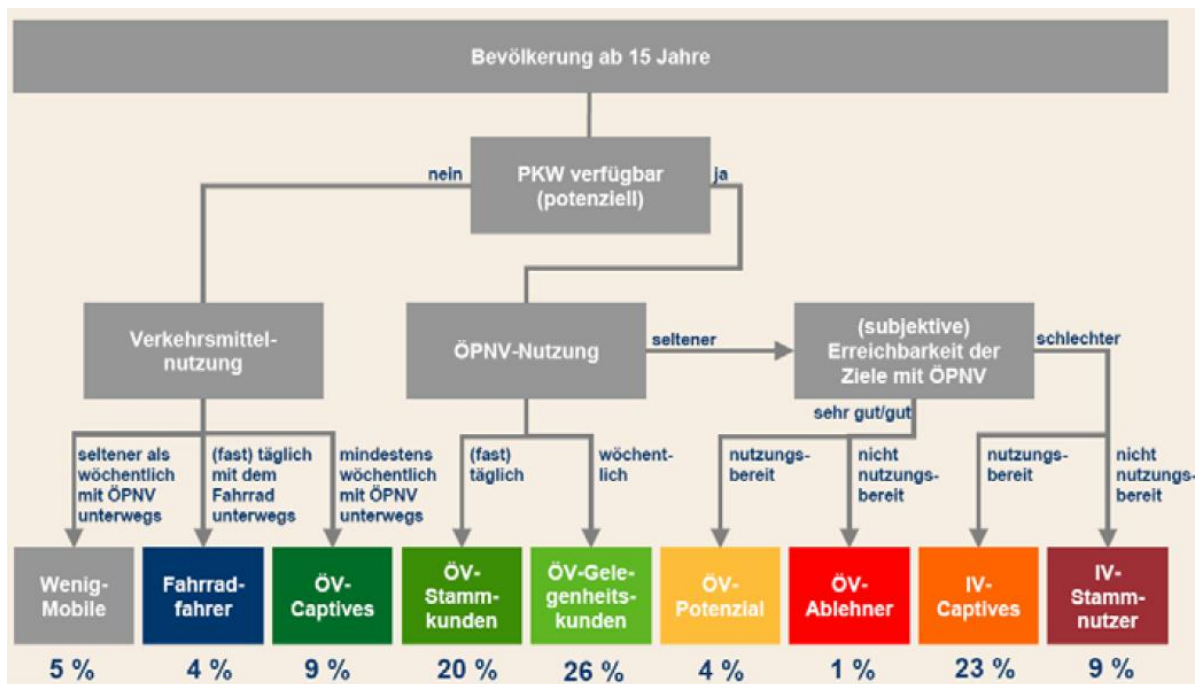 Bevölkerung ab 15 Jahre
nein
PKW verfügbar
(potenziell)
ja
Verkehrsmittel-
nutzung
ÖPNV-Nutzung
seltener
(subjektive)
Erreichbarkeit der
Ziele mit ÖPNV
schlechter
sehr gut/gut
seltener als
wöchentlich
mit ÖPNV
unterwegs
(fast) täglich
mit dem
Fahrrad
unterwegs
mindestens
wöchentlich
mit ÖPNV
unterwegs
(fast)
täglich
wöchent-
lich
nutzungs-
bereit
nicht
nutzungs-
bereit
nutzungs-
bereit
nicht
nutzungs-
bereit
Wenig-
Mobile
Fahrrad-
fahrer
ÖV-
Captives
ÖV-
Stamm-
kunden
ÖV-Gele-
genheits-
kunden
ÖV-
Potenzial
ÖV-
Ablehner
IV-
Captives
IV-
Stamm-
nutzer
5 %
4 %
9 %
20 %
26 %
4 %
1 %
23 %
9 %